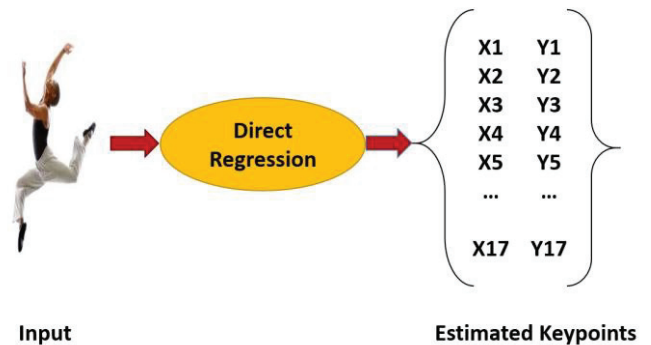 X1 Y1
X2 Y2
X3 Y3
Direct
Regression
X4 Y4
X5 Y5
... ...
X17 Y17
Input
Estimated Keypoints